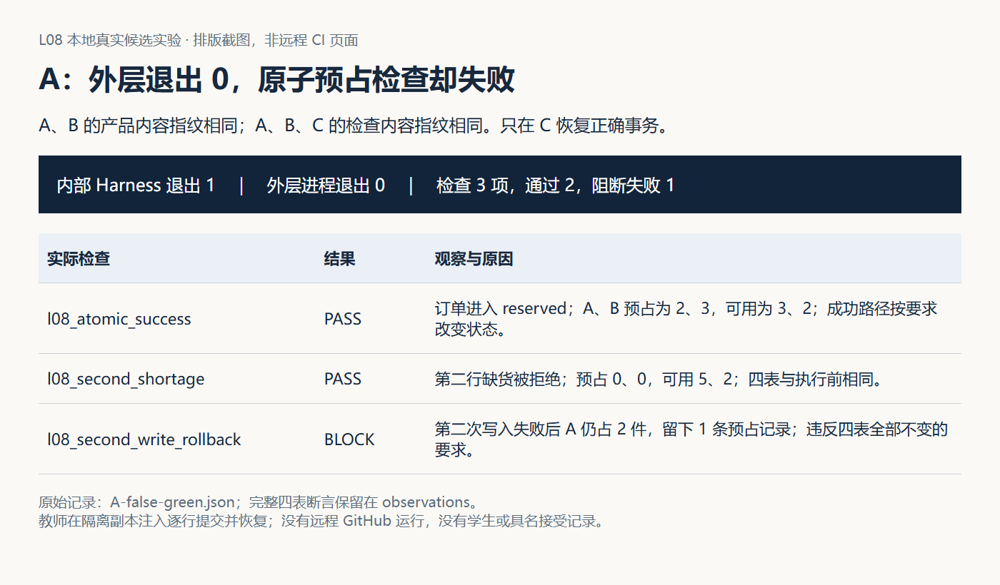 L08 本地真实候选实验 · 排版截图，非远程 CI 页面
A：外层退出 0，原子预占检查却失败
A、B 的产品内容指纹相同；A、B、C 的检查内容指纹相同。只在 C 恢复正确事务。
内部 Harness 退出 1 | 外层进程退出 0 | 检查 3 项，通过 2，阻断失败 1
实际检查 结果 观察与原因
l08_atomic_success PASS 订单进入 reserved；A、B 预占为 2、3，可用为 3、2；成功路径按要求
改变状态。
l08_second_shortage PASS 第二行缺货被拒绝；预占 0、0，可用 5、2；四表与执行前相同。
l08_second_write_rollback BLOCK 第二次写入失败后 A 仍占 2 件，留下 1 条预占记录；违反四表全部不变的
要求。
原始记录：A-false-green.json；完整四表断言保留在 observations。
教师在隔离副本注入逐行提交并恢复；没有远程 GitHub 运行，没有学生或具名接受记录。